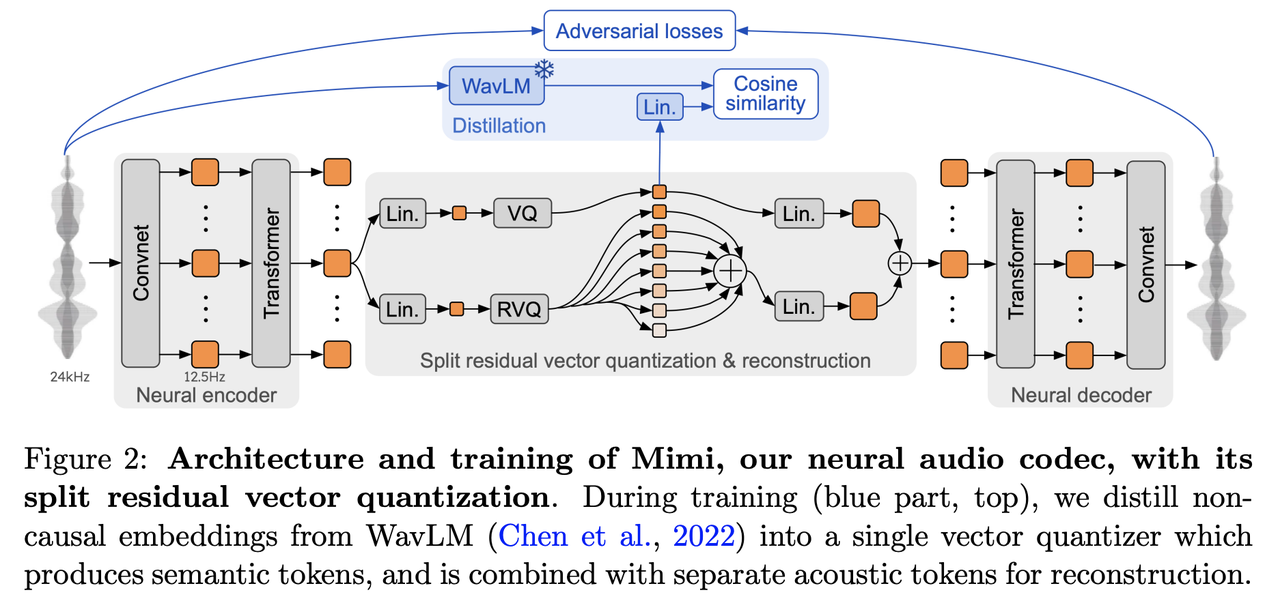 Adversarial losses
WavLM
Cosine
similarity
Lin.
Distillation
Convnet
Transformer
Lin.
VQ
Lin.
Lin.
RVQ
Lin.
Transformer
Convnet
Split residual vector quantization & reconstruction
24kHz
12.5Hz
Neural encoder
Neural decoder
Figure 2: Architecture and training of Mimi, our neural audio codec, with its
split residual vector quantization. During training (blue part, top), we distill non-
causal embeddings from WavLM (Chen et al., 2022) into a single vector quantizer which
produces semantic tokens, and is combined with separate acoustic tokens for reconstruction.